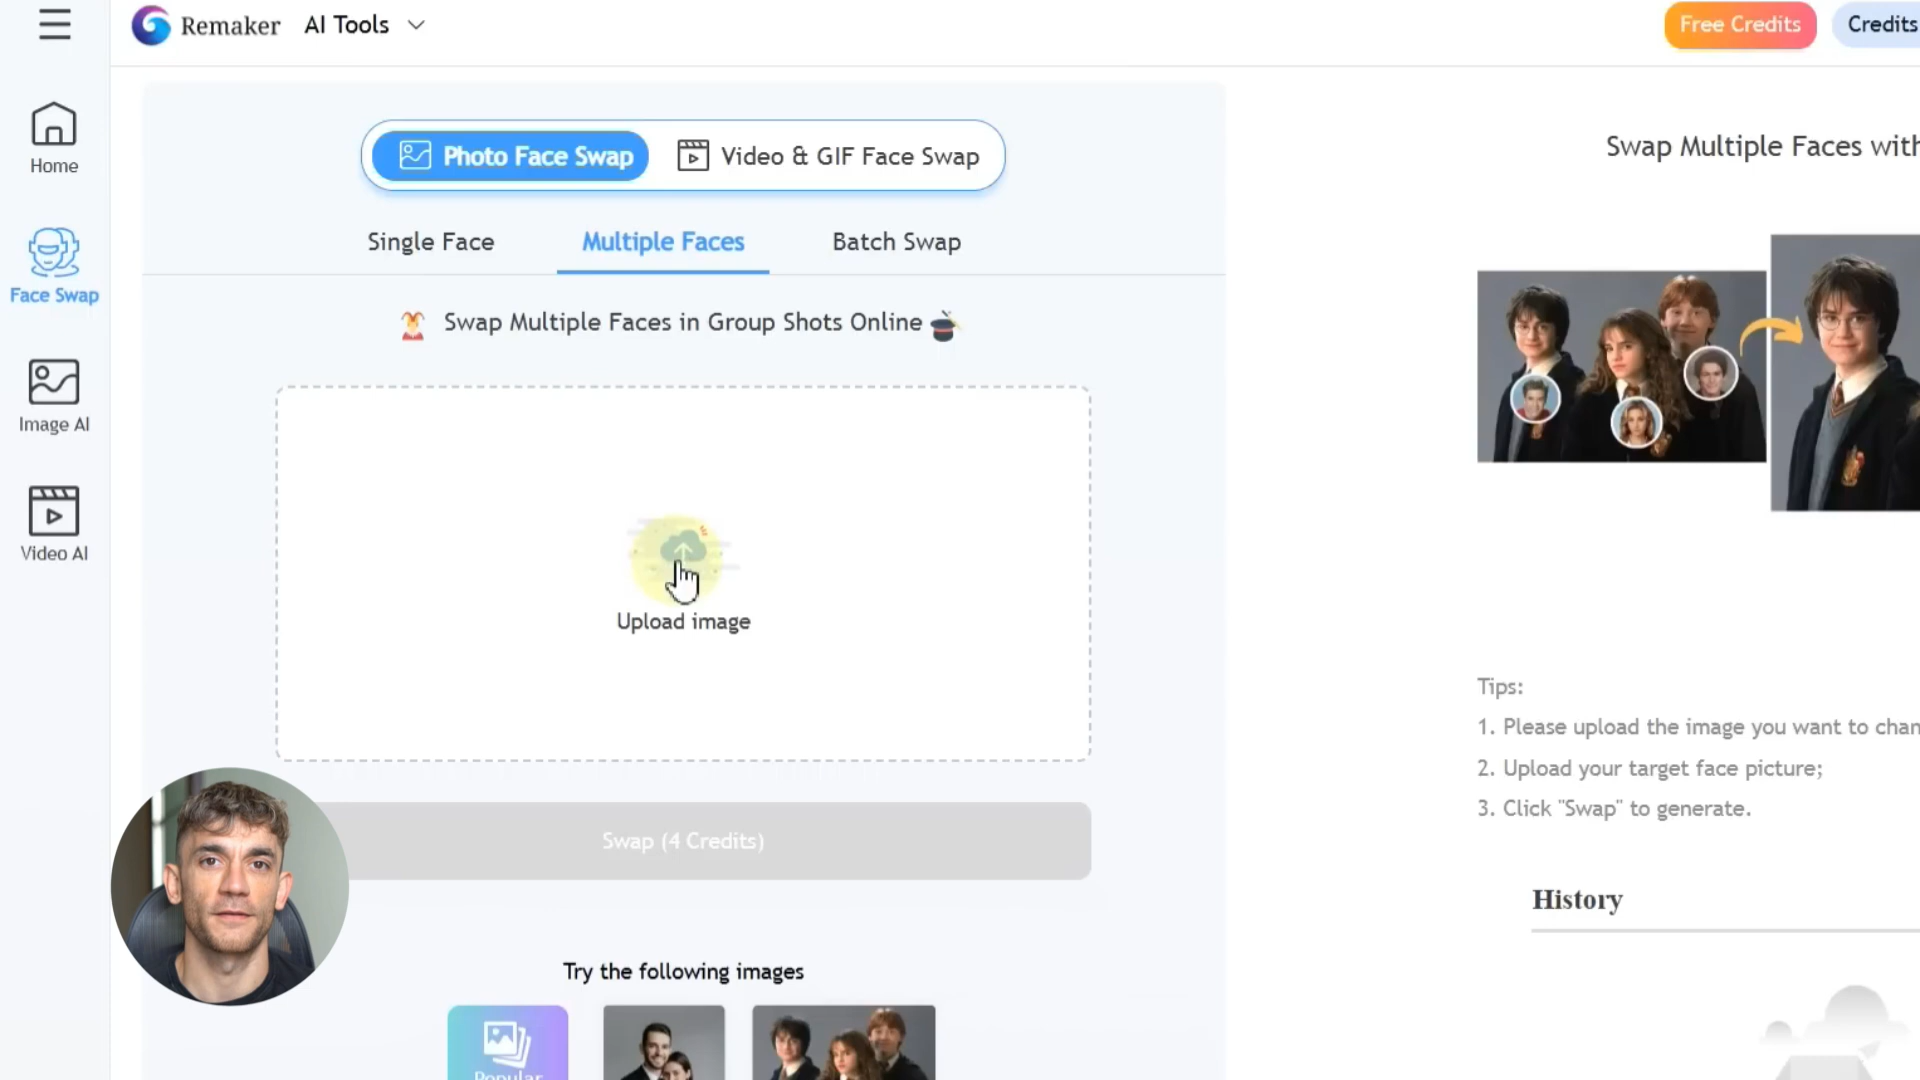 Remaker AI Tools
Free Credits
Credits
Home
Photo Face Swap
Video & GIF Face Swap
Swap Multiple Faces with
Single Face
Multiple Faces
Batch Swap
Face Swap
Swap Multiple Faces in Group Shots Online
Image AI
Video AI
Upload image
Tips:
1. Please upload the image you want to
2. Upload your target face picture;
3. Click "Swap" to generate.
Swap (4 Credits)
History
Try the following images
Popular